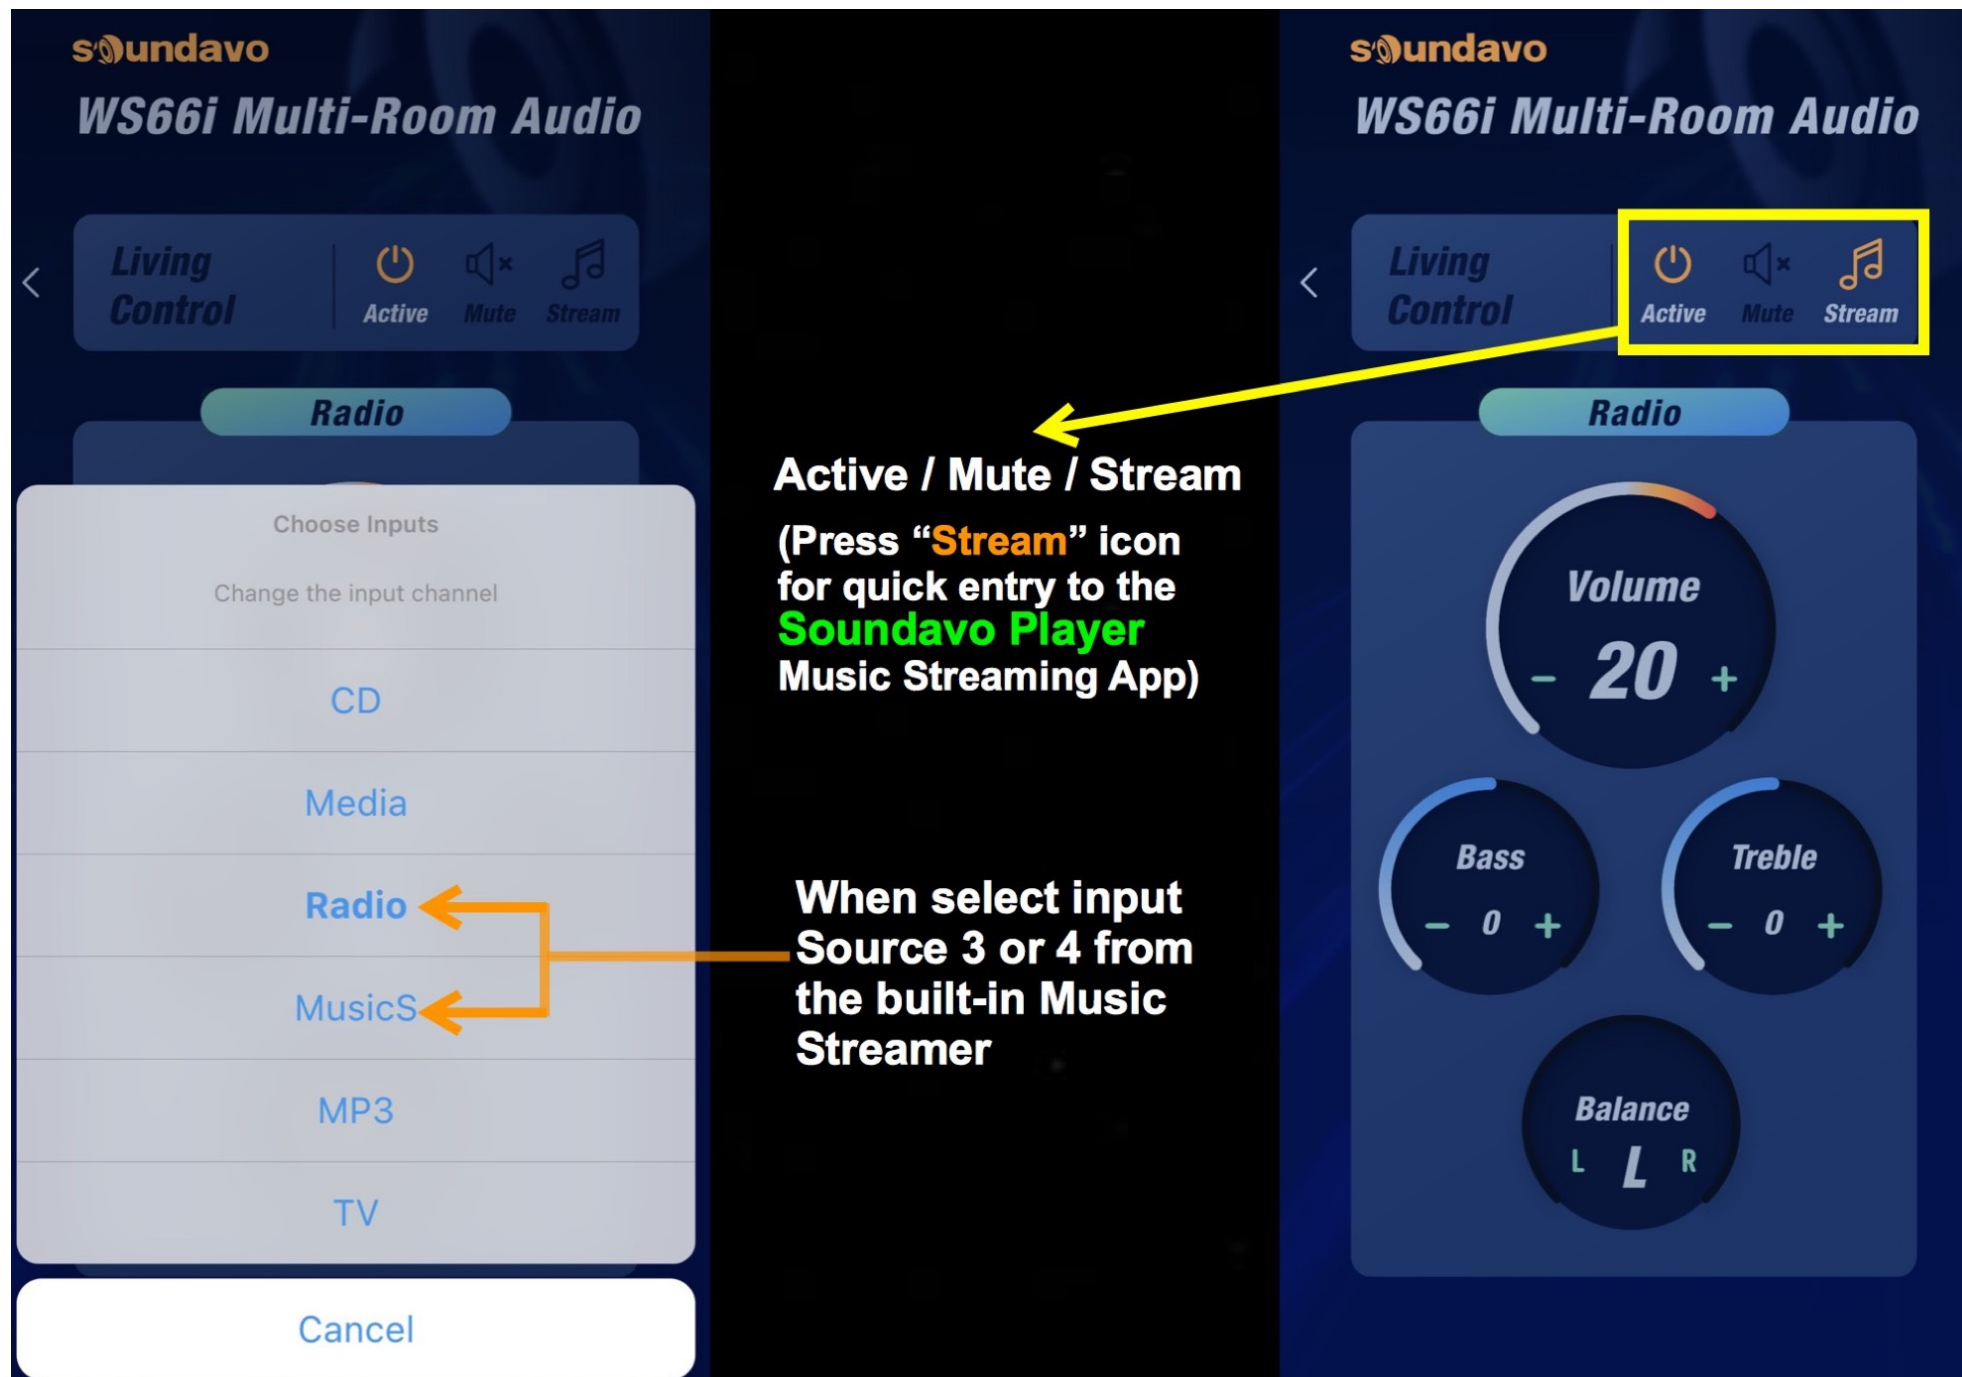 soundavo
WS66i Multi-Room Audio
Living
Control
Active
Mute
Stream
Radio
Choose Inputs
Change the input channel
CD
Media
Radio
MusicS
MP3
TV
Cancel
Active / Mute / Stream
(Press “Stream” icon
for quick entry to the
Soundavo Player
Music Streaming App)
When select input
Source 3 or 4 from
the built-in Music
Streamer
soundavo
WS66i Multi-Room Audio
Living
Control
Active
Mute
Stream
Radio
Volume
- 20 +
Bass
- 0 +
Treble
- 0 +
Balance
L L R